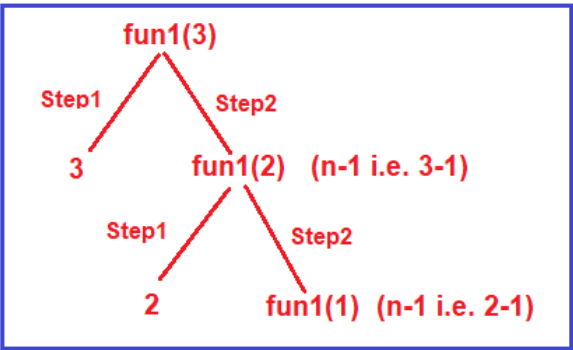 fun1(3)
Step1
Step2
3
fun1(2) (n-1 i.e. 3-1)
Step1
Step2
2
fun1(1) (n-1 i.e. 2-1)